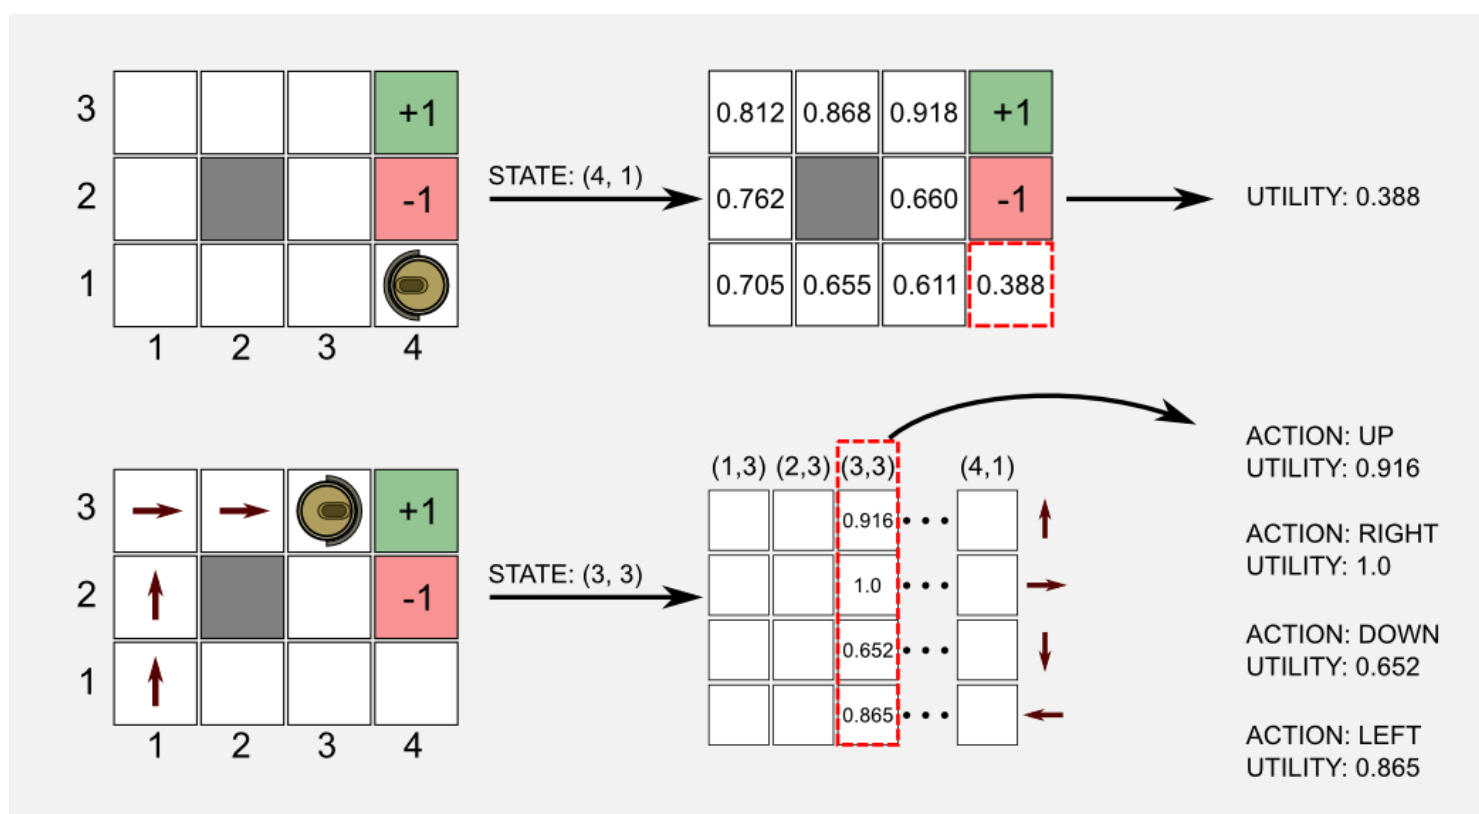 3 +1
2 -1
1
1 2 3 4
STATE: (4, 1)
0.812 0.868 0.918 +1
0.762 0.660 -1
0.705 0.655 0.611 0.388
UTILITY: 0.388
3 +1
2 -1
1
1 2 3 4
STATE: (3, 3)
(1,3) (2,3) (3,3) (4,1)
0.916
1.0
0.652
0.865
ACTION: UP
UTILITY: 0.916
ACTION: RIGHT
UTILITY: 1.0
ACTION: DOWN
UTILITY: 0.652
ACTION: LEFT
UTILITY: 0.865